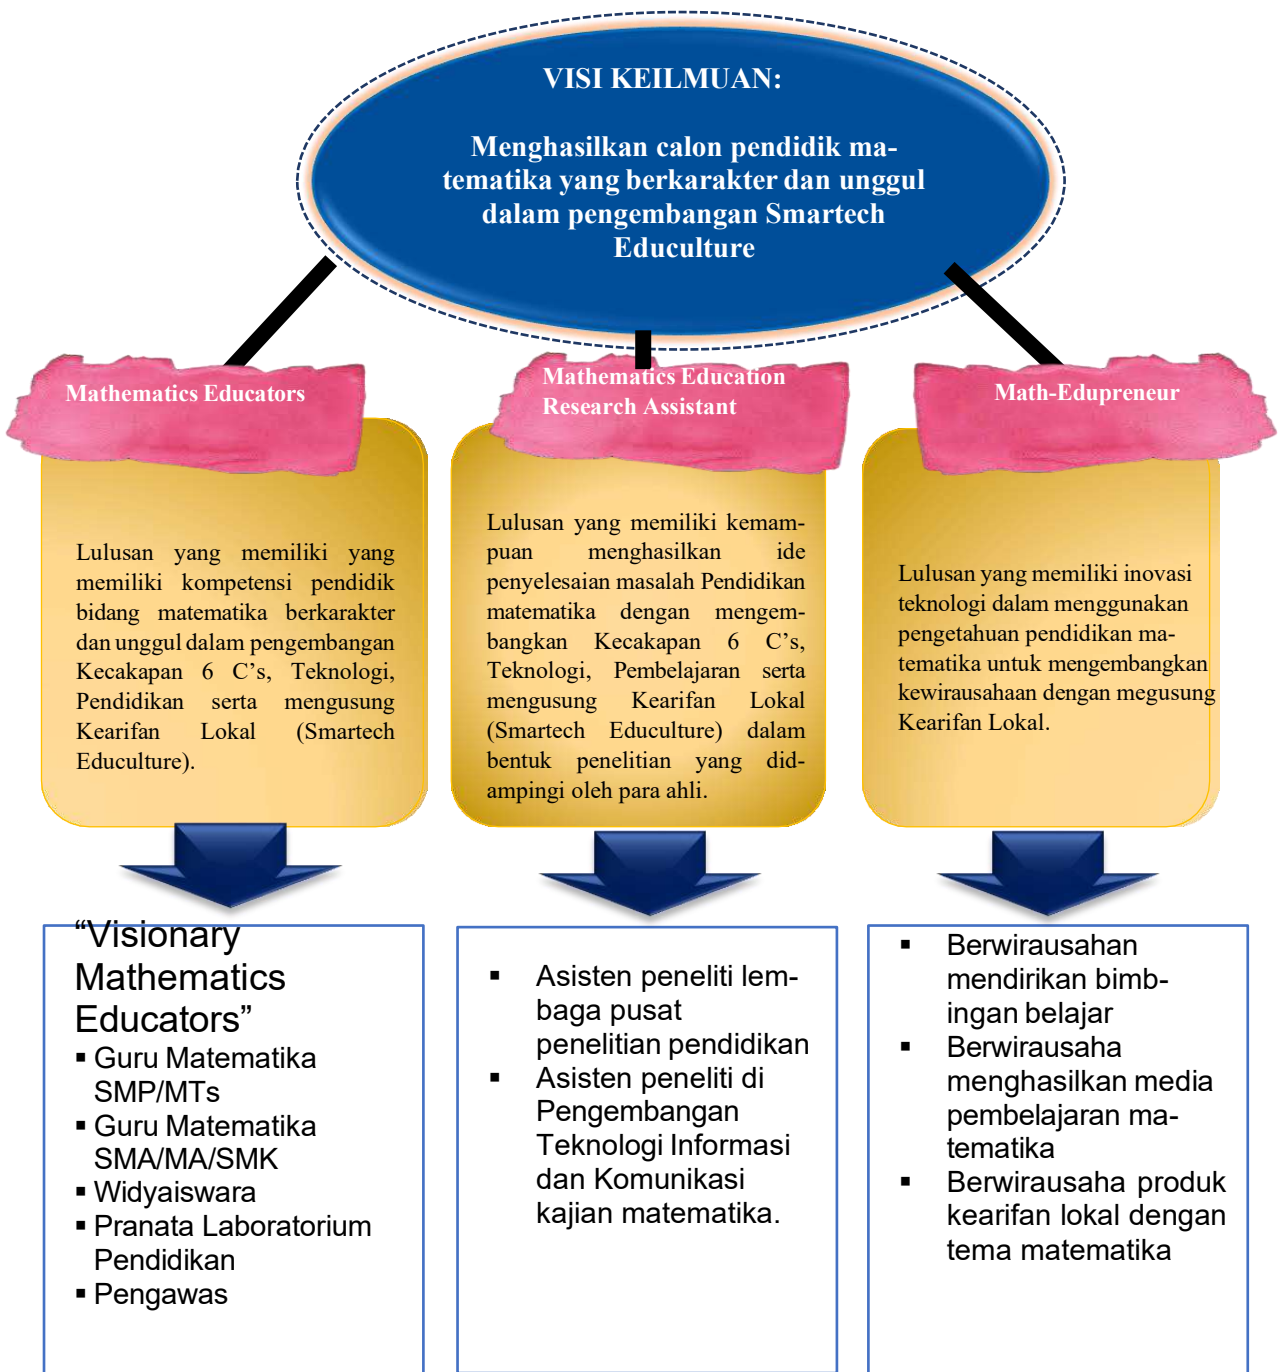 VISI KEILMUAN:
Menghasilkan calon pendidik ma-
tematika yang berkarakter dan unggul
dalam pengembangan Smartech
Educulture
Mathematics Educators
Lulusan yang memiliki yang
memiliki kompetensi pendidik
bidang matematika berkarakter
dan unggul dalam pengembangan
Kecakapan 6 C’s, Teknologi,
Pendidikan serta mengusung
Kearifan Lokal (Smartech
Educulture).
“Visionary
Mathematics
Educators”
▪ Guru Matematika
SMP/MTs
▪ Guru Matematika
SMA/MA/SMK
▪ Widyaiswara
▪ Pranata Laboratorium
Pendidikan
▪ Pengawas
Mathematics Education
Research Assistant
Lulusan yang memiliki kemam-
puan menghasilkan ide
penyelesaian masalah Pendidikan
matematika dengan mengem-
bangkan Kecakapan 6 C’s,
Teknologi, Pembelajaran serta
mengusung Kearifan Lokal
(Smartech Educulture) dalam
bentuk penelitian yang did-
ampingi oleh para ahli.
▪ Asisten peneliti lem-
baga pusat
penelitian pendidikan
▪ Asisten peneliti di
Pengembangan
Teknologi Informasi
dan Komunikasi
kajian matematika.
Math-Edupreneur
Lulusan yang memiliki inovasi
teknologi dalam menggunakan
pengetahuan pendidikan ma-
tematika untuk mengembangkan
kewirausahaan dengan megusung
Kearifan Lokal.
▪ Berwirausahan
mendirikan bimb-
ingan belajar
▪ Berwirausaha
menghasilkan media
pembelajaran ma-
tematika
▪ Berwirausaha produk
kearifan lokal dengan
tema matematika